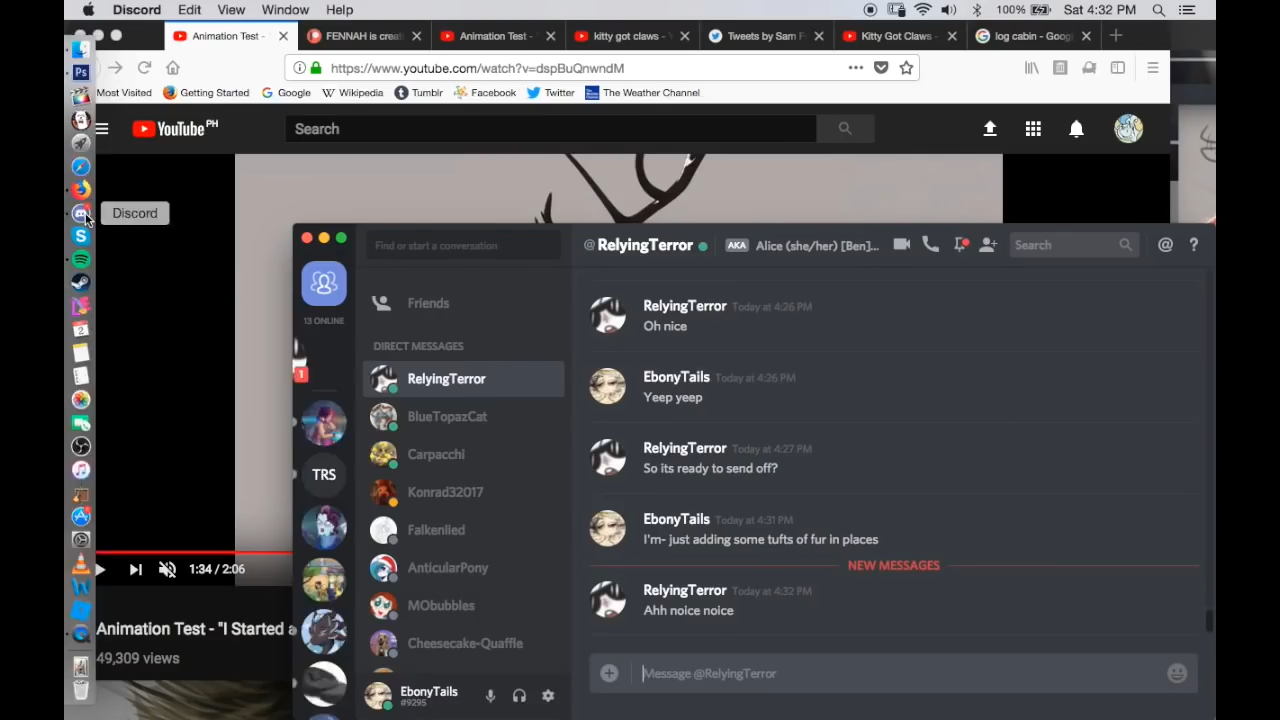 Discord Edit View Window Help 100% Sat 4:32 PM
Animation Test - FENNAH is creat Animation Test - kitty got claws - Y Tweets by Sam F Kitty Got Claws - log cabin - Goog
https://www.youtube.com/watch?v=dspBuQnwndM
Most Visited Getting Started Google Wikipedia Tumblr Facebook Twitter The Weather Channel
YouTube PH Search
Discord
Find or start a conversation @RelyingTerror AKA Alice (she/her) [Ben]... Search
Friends
13 ONLINE
DIRECT MESSAGES
1
RelyingTerror
BlueTopazCat
Carpacchi
TRS
Konrad32017
Falkenlied
AnticularPony
MObubbles
Cheesecake-Quaffle
EbonyTails
#9295
RelyingTerror Today at 4:26 PM
Oh nice
EbonyTails Today at 4:26 PM
Yeep yeep
RelyingTerror Today at 4:27 PM
So its ready to send off?
EbonyTails Today at 4:31 PM
I'm- just adding some tufts of fur in places
NEW MESSAGES
RelyingTerror Today at 4:32 PM
Ahh noice noice
Message @RelyingTerror
1:34 / 2:06
Animation Test - "I Started a
49,309 views